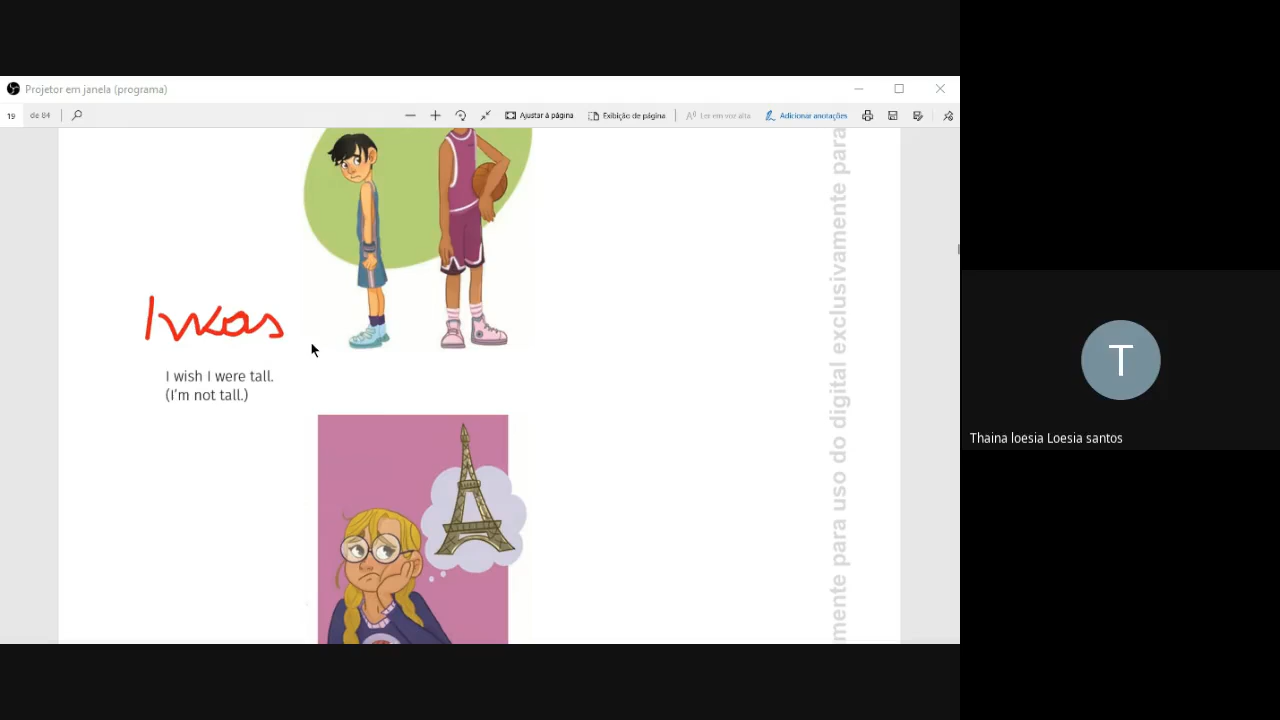 Projetor em janela (programa)
19 de 84 Ajustar à página Exibição de página Ler em voz alta Adicionar anotações
I wish I were tall.
(I'm not tall.)
mente para uso do digital exclusivamente para
T
Thaina loesia Loesia santos